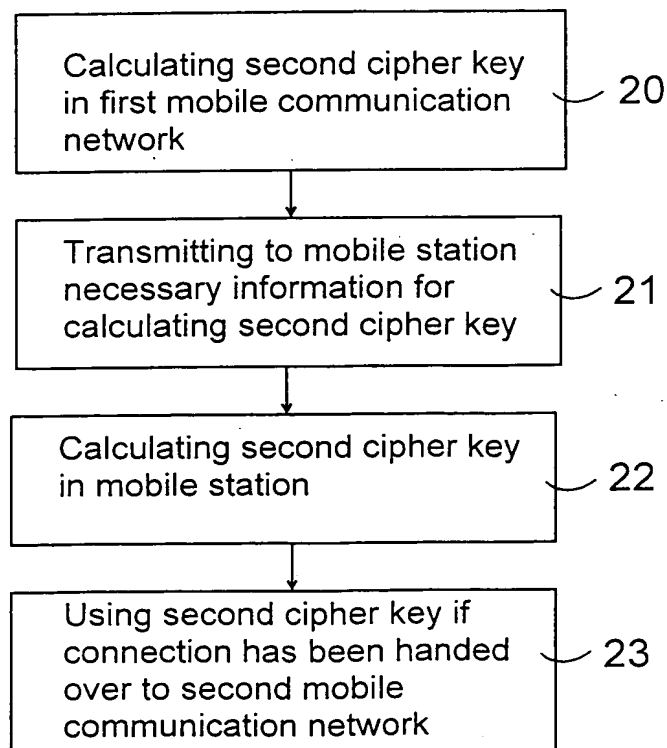 Calculating second cipher key
in first mobile communication
network
20
Transmitting to mobile station
necessary information for
calculating second cipher key
21
Calculating second cipher key
in mobile station
22
Using second cipher key if
connection has been handed
over to second mobile
communication network
23